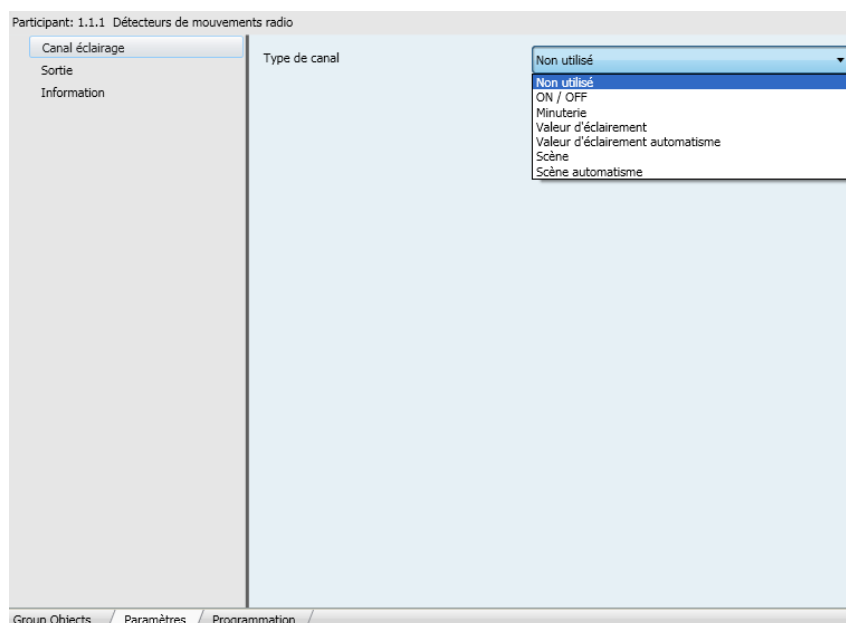 Participant: 1.1.1 Détecteurs de mouvements radio
Canal éclairage
Sortie
Information
Type de canal
Non utilisé
Non utilisé
ON / OFF
Minuterie
Valeur d'éclairement
Valeur d'éclairement automatisme
Scène
Scène automatisme
Group Objects / Paramètres / Programmation /